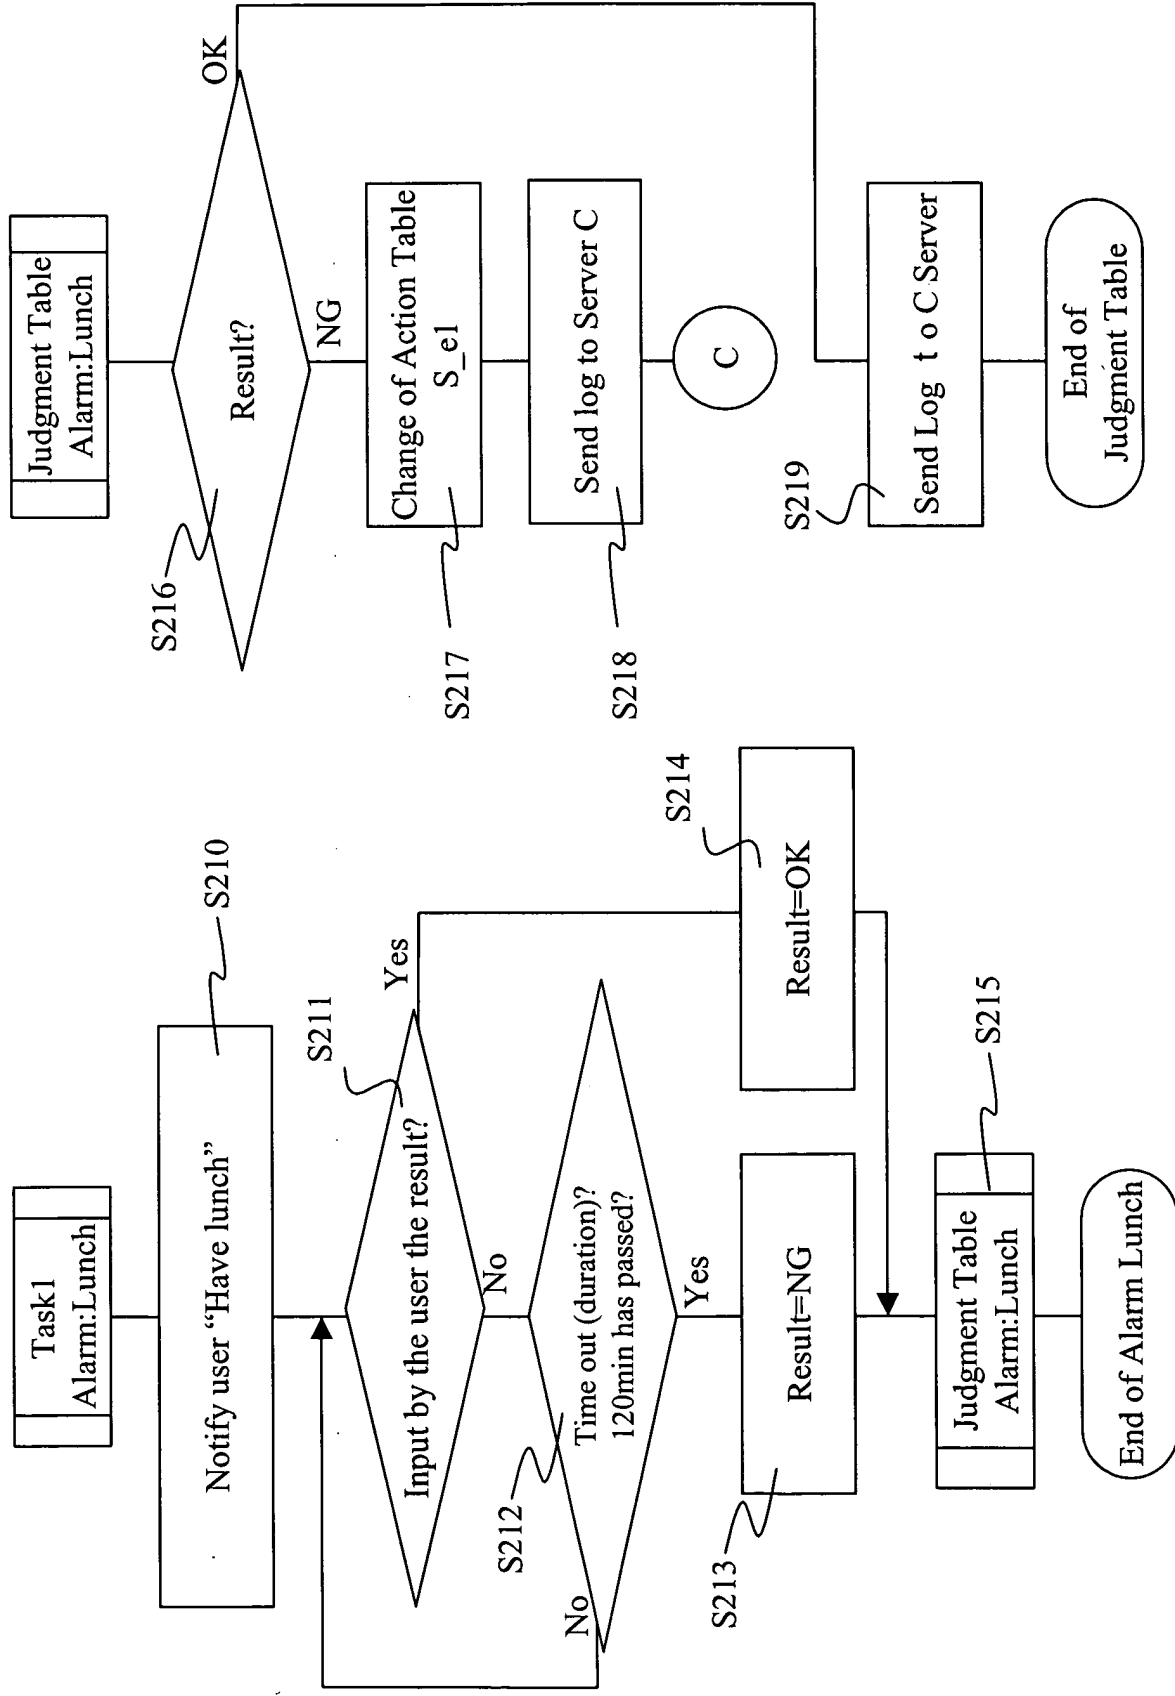 Task1
Alarm:Lunch
Notify user “Have lunch”
S210
Input by the user the result?
S211
Yes
No
Time out (duration)?
120min has passed?
S212
No
Yes
Result=NG
S213
Result=OK
S214
Judgment Table
Alarm:Lunch
S215
End of Alarm Lunch
Judgment Table
Alarm:Lunch
Result?
S216
OK
NG
Change of Action Table
S_e1
S217
Send log to Server C
S218
C
Send Log t o C Server
S219
End of
Judgment Table